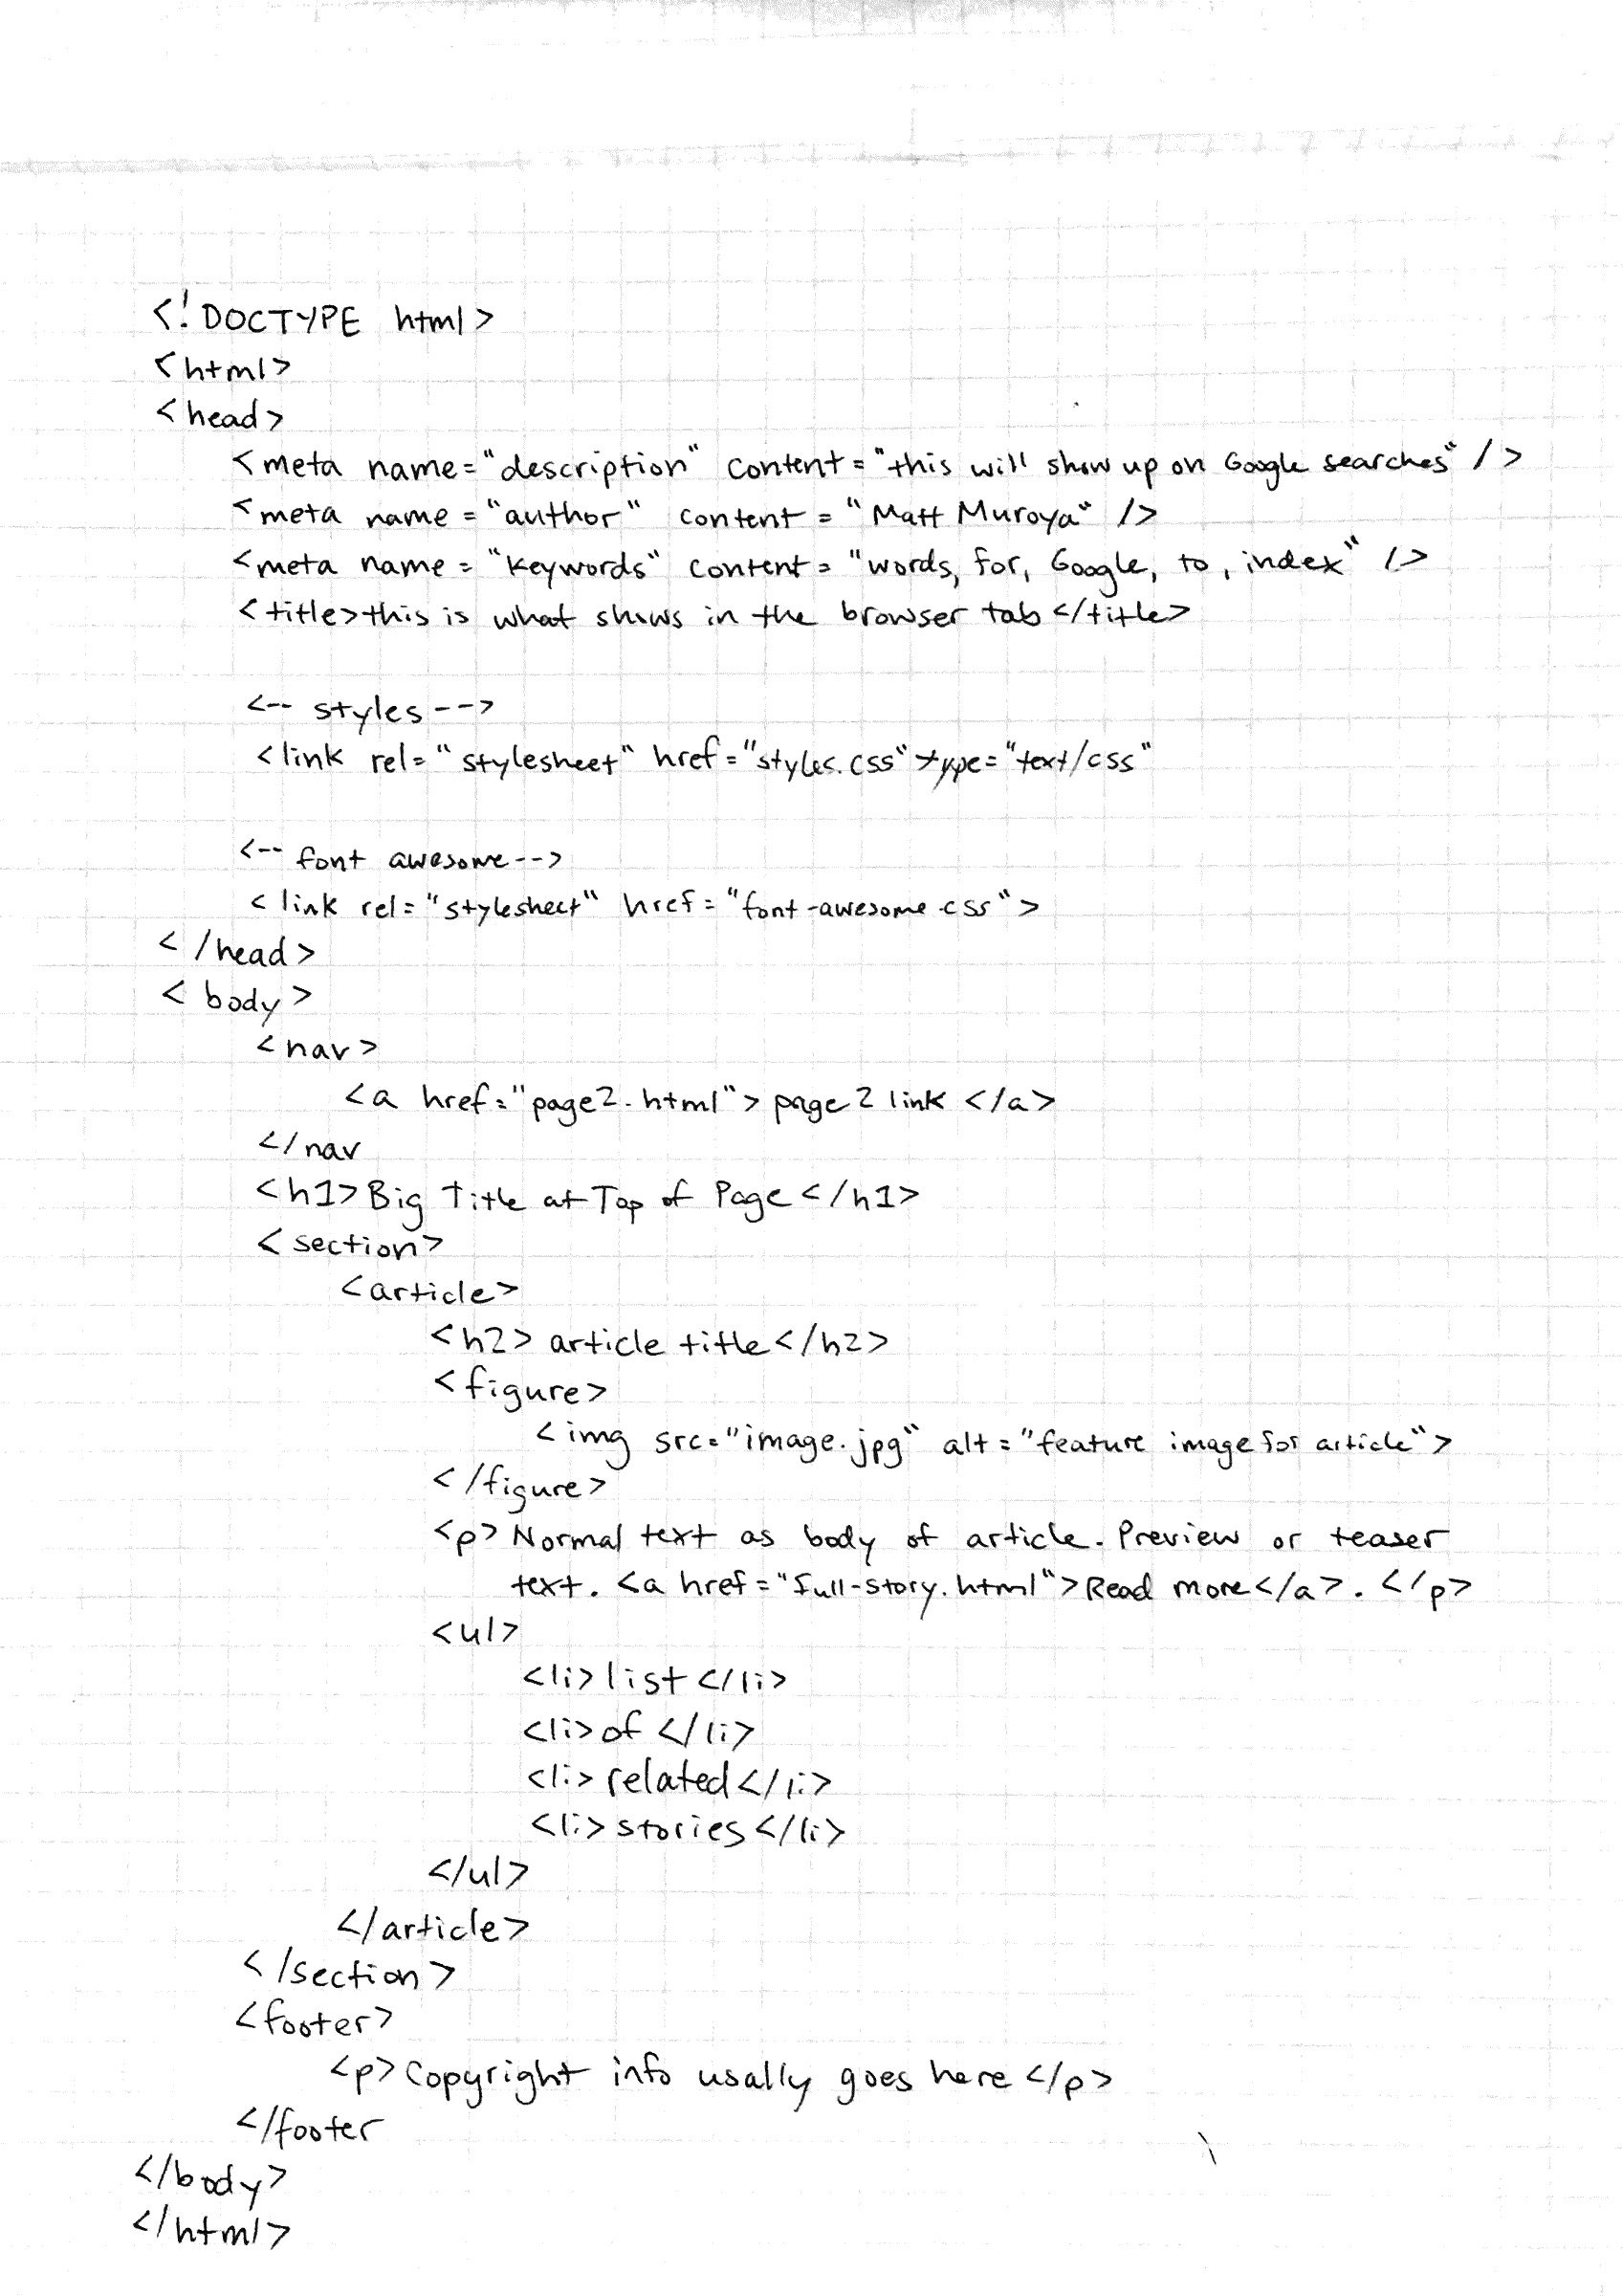 <!DOCTYPE html>
<html>
<head>
<meta name="description" content="this will show up on Google searches" />
<meta name="author" content="Matt Muroya" />
<meta name="keywords" content="words, for, Google, to, index" />
<title>this is what shows in the browser tab</title>
<-- styles -->
<link rel="stylesheet" href="styles.css" type="text/css"
<-- font awesome -->
<link rel="stylesheet" href="font-awesome.css">
</head>
<body>
<nav>
<a href="page2.html"> page 2 link </a>
</nav
<h1>Big Title at Top of Page</h1>
<section>
<article>
<h2> article title</h2>
<figure>
<img src="image.jpg" alt="feature image for article">
</figure>
<p>Normal text as body of article. Preview or teaser
text. <a href="full-story.html">Read more</a>. </p>
<ul>
<li>list</li>
<li>of </li>
<li>related</li>
<li>stories</li>
</ul>
</article>
</section>
<footer>
<p>Copyright info usally goes here</p>
</footer
</body>
</html>